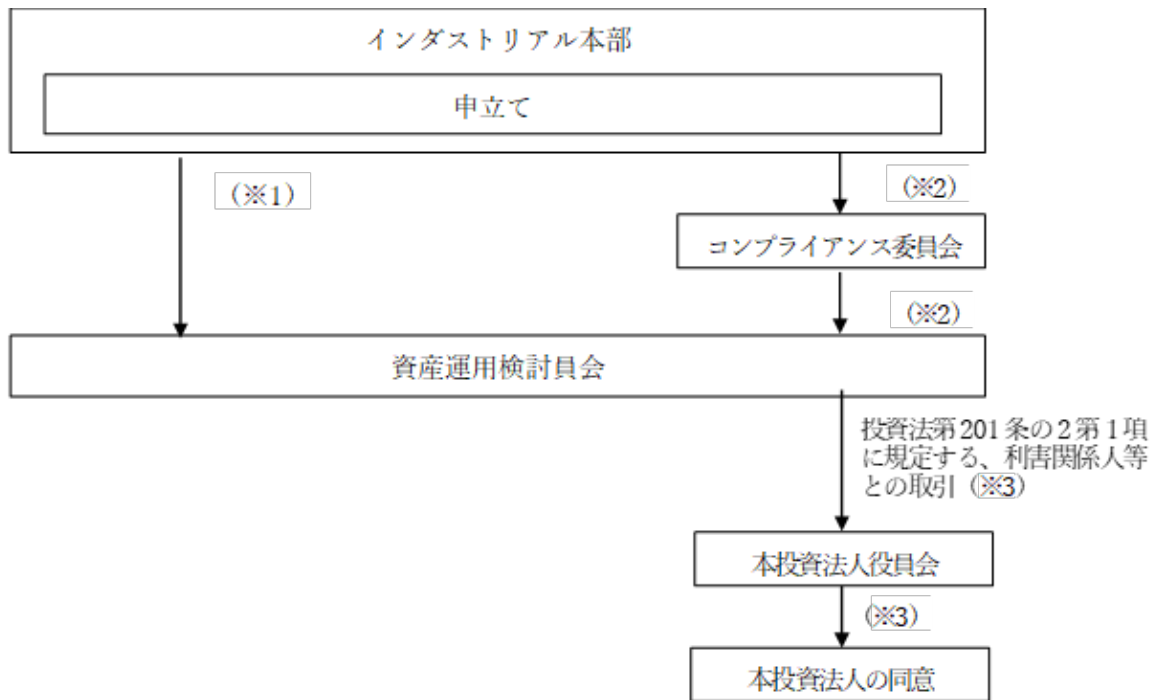 インダストリアル本部
申立て
(※1)
(※2)
コンプライアンス委員会
(※2)
資産運用検討員会
投資法第201条の2第1項
に規定する、利害関係人等
との取引（※3）
本投資法人役員会
(※3)
本投資法人の同意